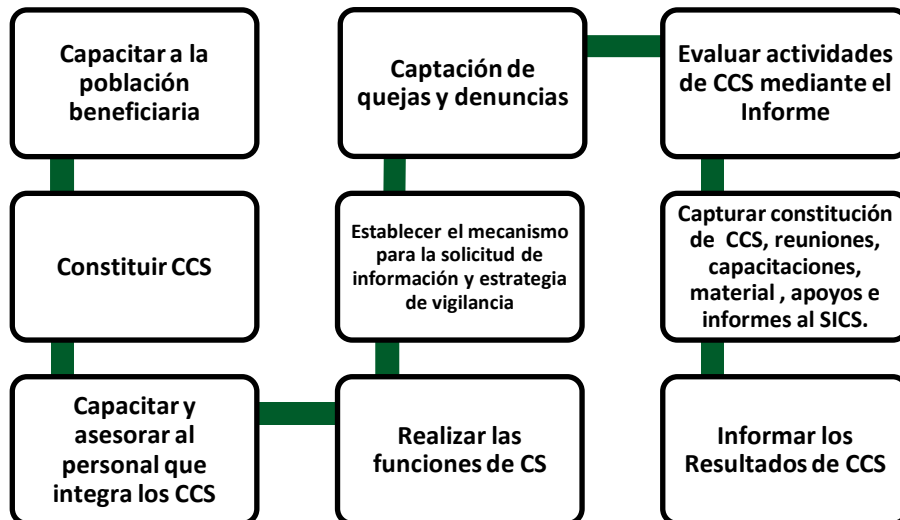 Capacitar a la
población
beneficiaria
Constituir CCS
Capacitar y
asesorar al
personal que
integra los CCS
Realizar las
funciones de CS
Establecer el mecanismo
para la solicitud de
información y estrategia
de vigilancia
Captación de
quejas y denuncias
Evaluar actividades
de CCS mediante el
Informe
Capturar constitución
de CCS, reuniones,
capacitaciones,
material , apoyos e
informes al SICS.
Informar los
Resultados de CCS